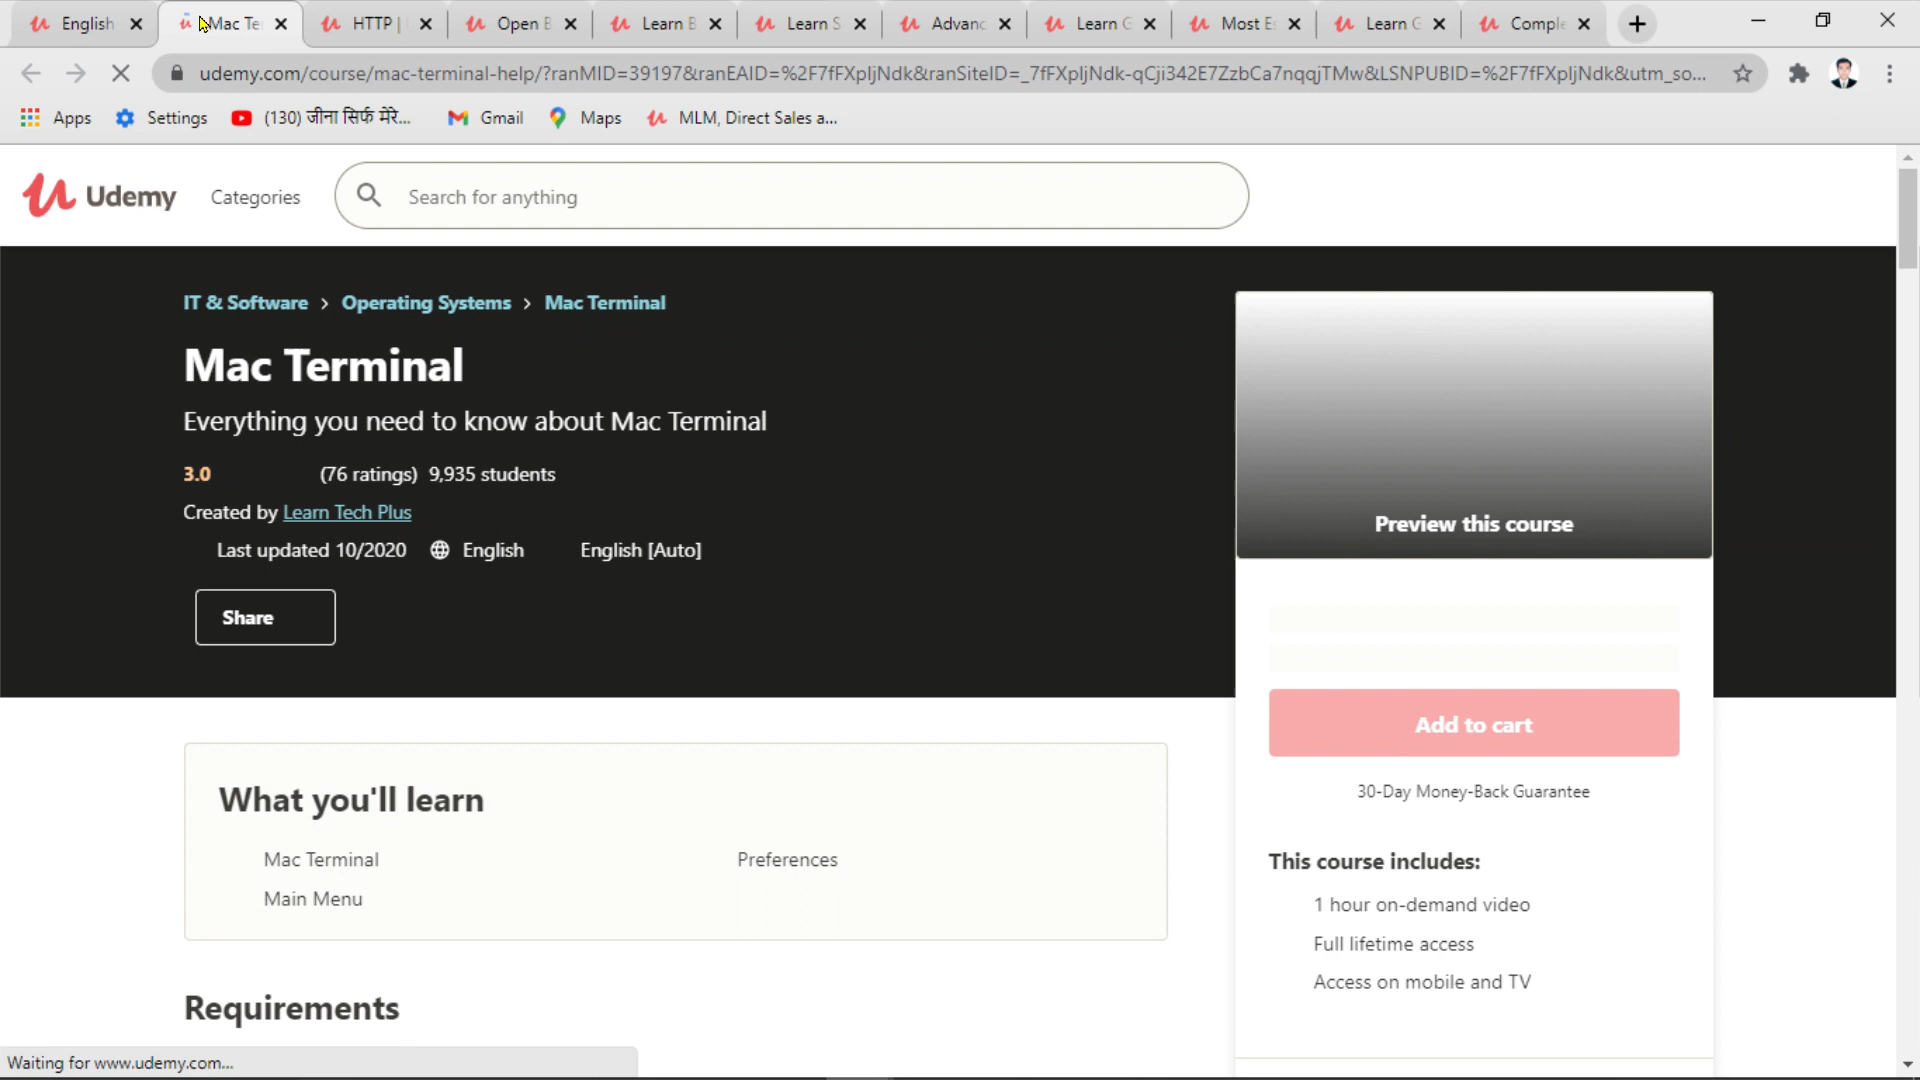 English
Mac Te
HTTP |
Open B
Learn B
Learn S
Advanc
Learn G
Most E
Learn G
Comple
udemy.com/course/mac-terminal-help/?ranMID=39197&ranEAID=%2F7fFXpIjNdk&ranSiteID=_7fFXpIjNdk-qCji342E7ZzbCa7nqqjTMw&LSNPUBID=%2F7fFXpIjNdk&utm_so...
Apps
Settings
(130) जीना सिर्फ मेरे...
Gmail
Maps
MLM, Direct Sales a...
Udemy
Categories
Search for anything
IT & Software > Operating Systems > Mac Terminal
Mac Terminal
Everything you need to know about Mac Terminal
3.0 (76 ratings) 9,935 students
Created by Learn Tech Plus
Last updated 10/2020 English English [Auto]
Share
Preview this course
Add to cart
30-Day Money-Back Guarantee
This course includes:
1 hour on-demand video
Full lifetime access
Access on mobile and TV
What you'll learn
Mac Terminal
Preferences
Main Menu
Requirements
Waiting for www.udemy.com...